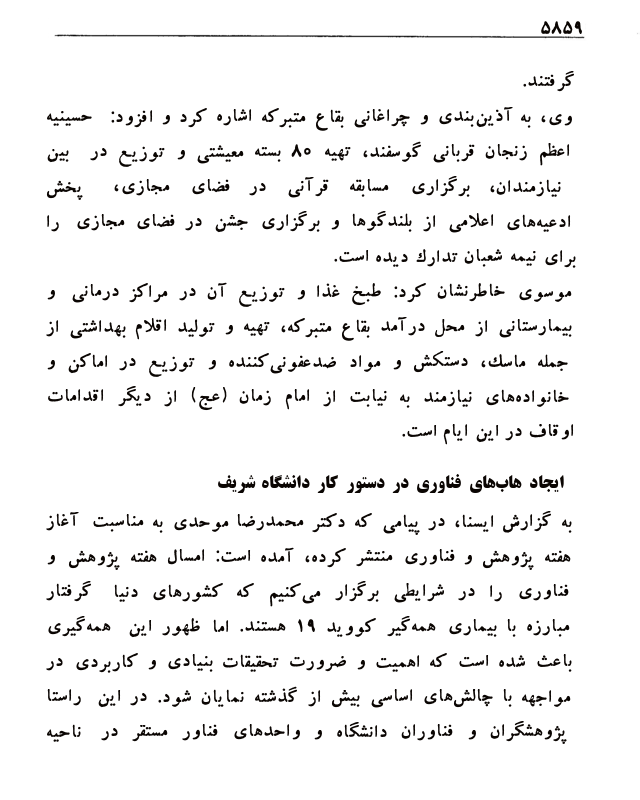 ۵۸۵۹
گرفتند.
وی، به آذین‌بندی و چراغانی بقاع متبرکه اشاره کرد و افزود: حسینیه
اعظم زنجان قربانی گوسفند، تهیه ۸۰ بسته معیشتی و توزیع در بین
نیازمندان، برگزاری مسابقه قرآنی در فضای مجازی، پخش
ادعیه‌های اعلامی از بلندگوها و برگزاری جشن در فضای مجازی را
برای نیمه شعبان تدارك دیده است.
موسوی خاطرنشان کرد: طبخ غذا و توزیع آن در مراکز درمانی و
بیمارستانی از محل درآمد بقاع متبرکه، تهیه و تولید اقلام بهداشتی از
جمله ماسك، دستکش و مواد ضدعفونی‌کننده و توزیع در اماکن و
خانواده‌های نیازمند به نیابت از امام زمان (عج) از دیگر اقدامات
اوقاف در این ایام است.
ایجاد هاب‌های فناوری در دستور کار دانشگاه شریف
به گزارش ایسنا، در پیامی که دکتر محمدرضا موحدی به مناسبت آغاز
هفته پژوهش و فناوری منتشر کرده، آمده است: امسال هفته پژوهش و
فناوری را در شرایطی برگزار می‌کنیم که کشورهای دنیا گرفتار
مبارزه با بیماری همه‌گیر کووید ۱۹ هستند. اما ظهور این همه‌گیری
باعث شده است که اهمیت و ضرورت تحقیقات بنیادی و کاربردی در
مواجهه با چالش‌های اساسی بیش از گذشته نمایان شود. در این راستا
پژوهشگران و فناوران دانشگاه و واحدهای فناور مستقر در ناحیه